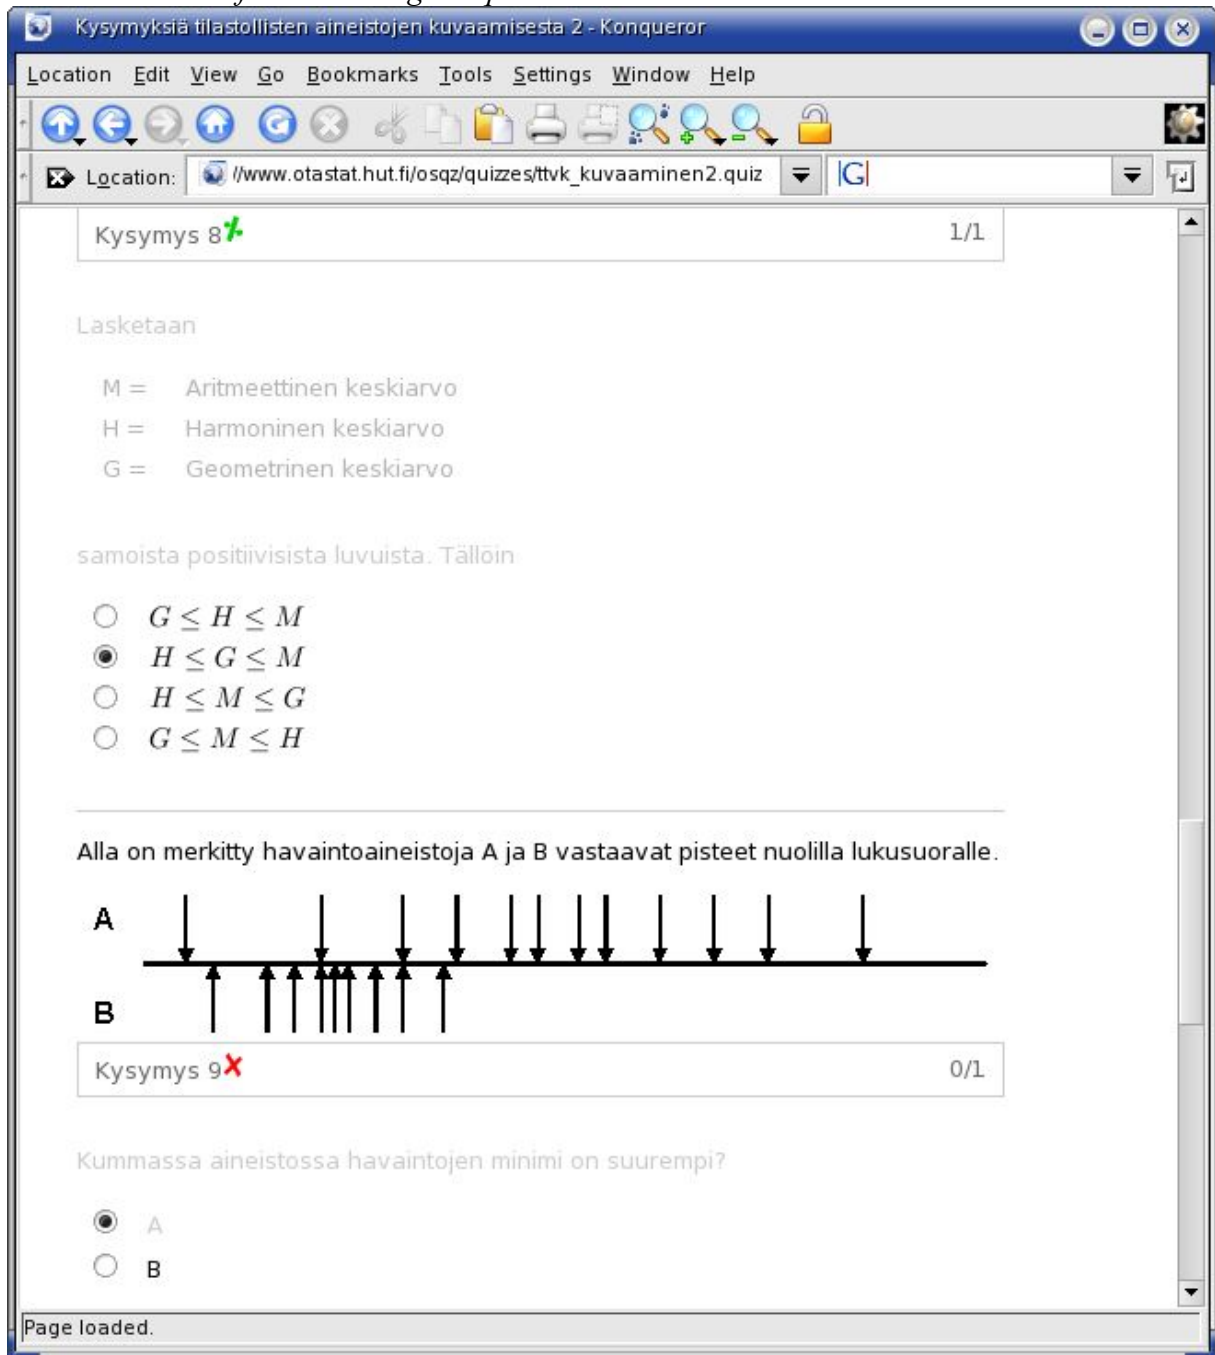 Kysymyksiä tilastollisten aineistojen kuvaamisesta 2 - Konqueror
Location Edit View Go Bookmarks Tools Settings Window Help
Location: //www.otastat.hut.fi/osqz/quizzes/ttvk_kuvaaminen2.quiz G
Kysymys 8 1/1
Lasketaan
M = Aritmeettinen keskiarvo
H = Harmoninen keskiarvo
G = Geometrinen keskiarvo
samoista positiivisista luvuista. Tällöin
G ≤ H ≤ M
H ≤ G ≤ M
H ≤ M ≤ G
G ≤ M ≤ H
Alla on merkitty havaintoaineistoja A ja B vastaavat pisteet nuolilla lukusuoralle.
A
B
Kysymys 9 0/1
Kummassa aineistossa havaintojen minimi on suurempi?
A
B
Page loaded.